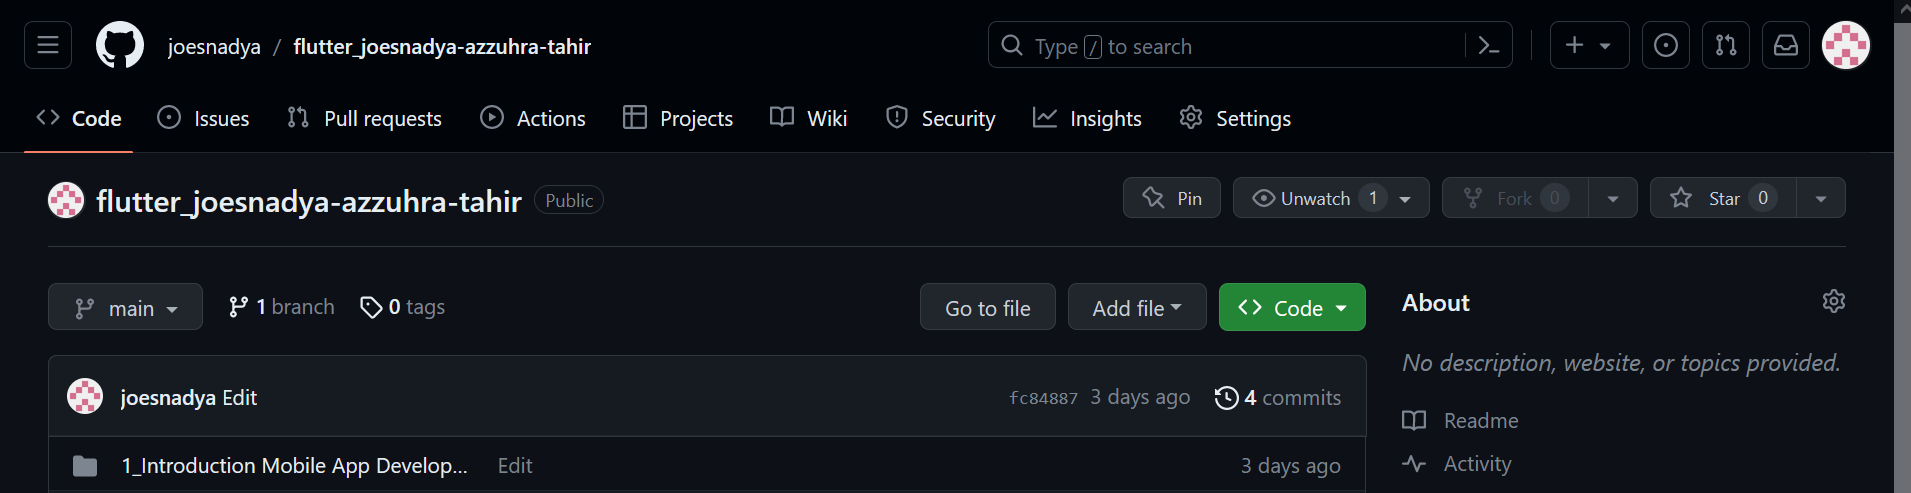 joesnadya / flutter_joesnadya-azzuhra-tahir Type / to search
Code Issues Pull requests Actions Projects Wiki Security Insights Settings
flutter_joesnadya-azzuhra-tahir Public Pin Unwatch 1 Fork 0 Star 0
main 1 branch 0 tags Go to file Add file Code About
No description, website, or topics provided.
joesnadya Edit fc84887 3 days ago 4 commits
Readme
1_Introduction Mobile App Develop... Edit 3 days ago Activity